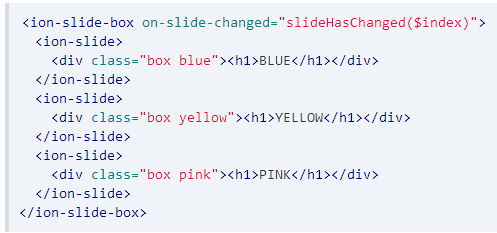 <ion-slide-box on-slide-changed="slideHasChanged($index)">
  <ion-slide>
    <div class="box blue"><h1>BLUE</h1></div>
  </ion-slide>
  <ion-slide>
    <div class="box yellow"><h1>YELLOW</h1></div>
  </ion-slide>
  <ion-slide>
    <div class="box pink"><h1>PINK</h1></div>
  </ion-slide>
</ion-slide-box>